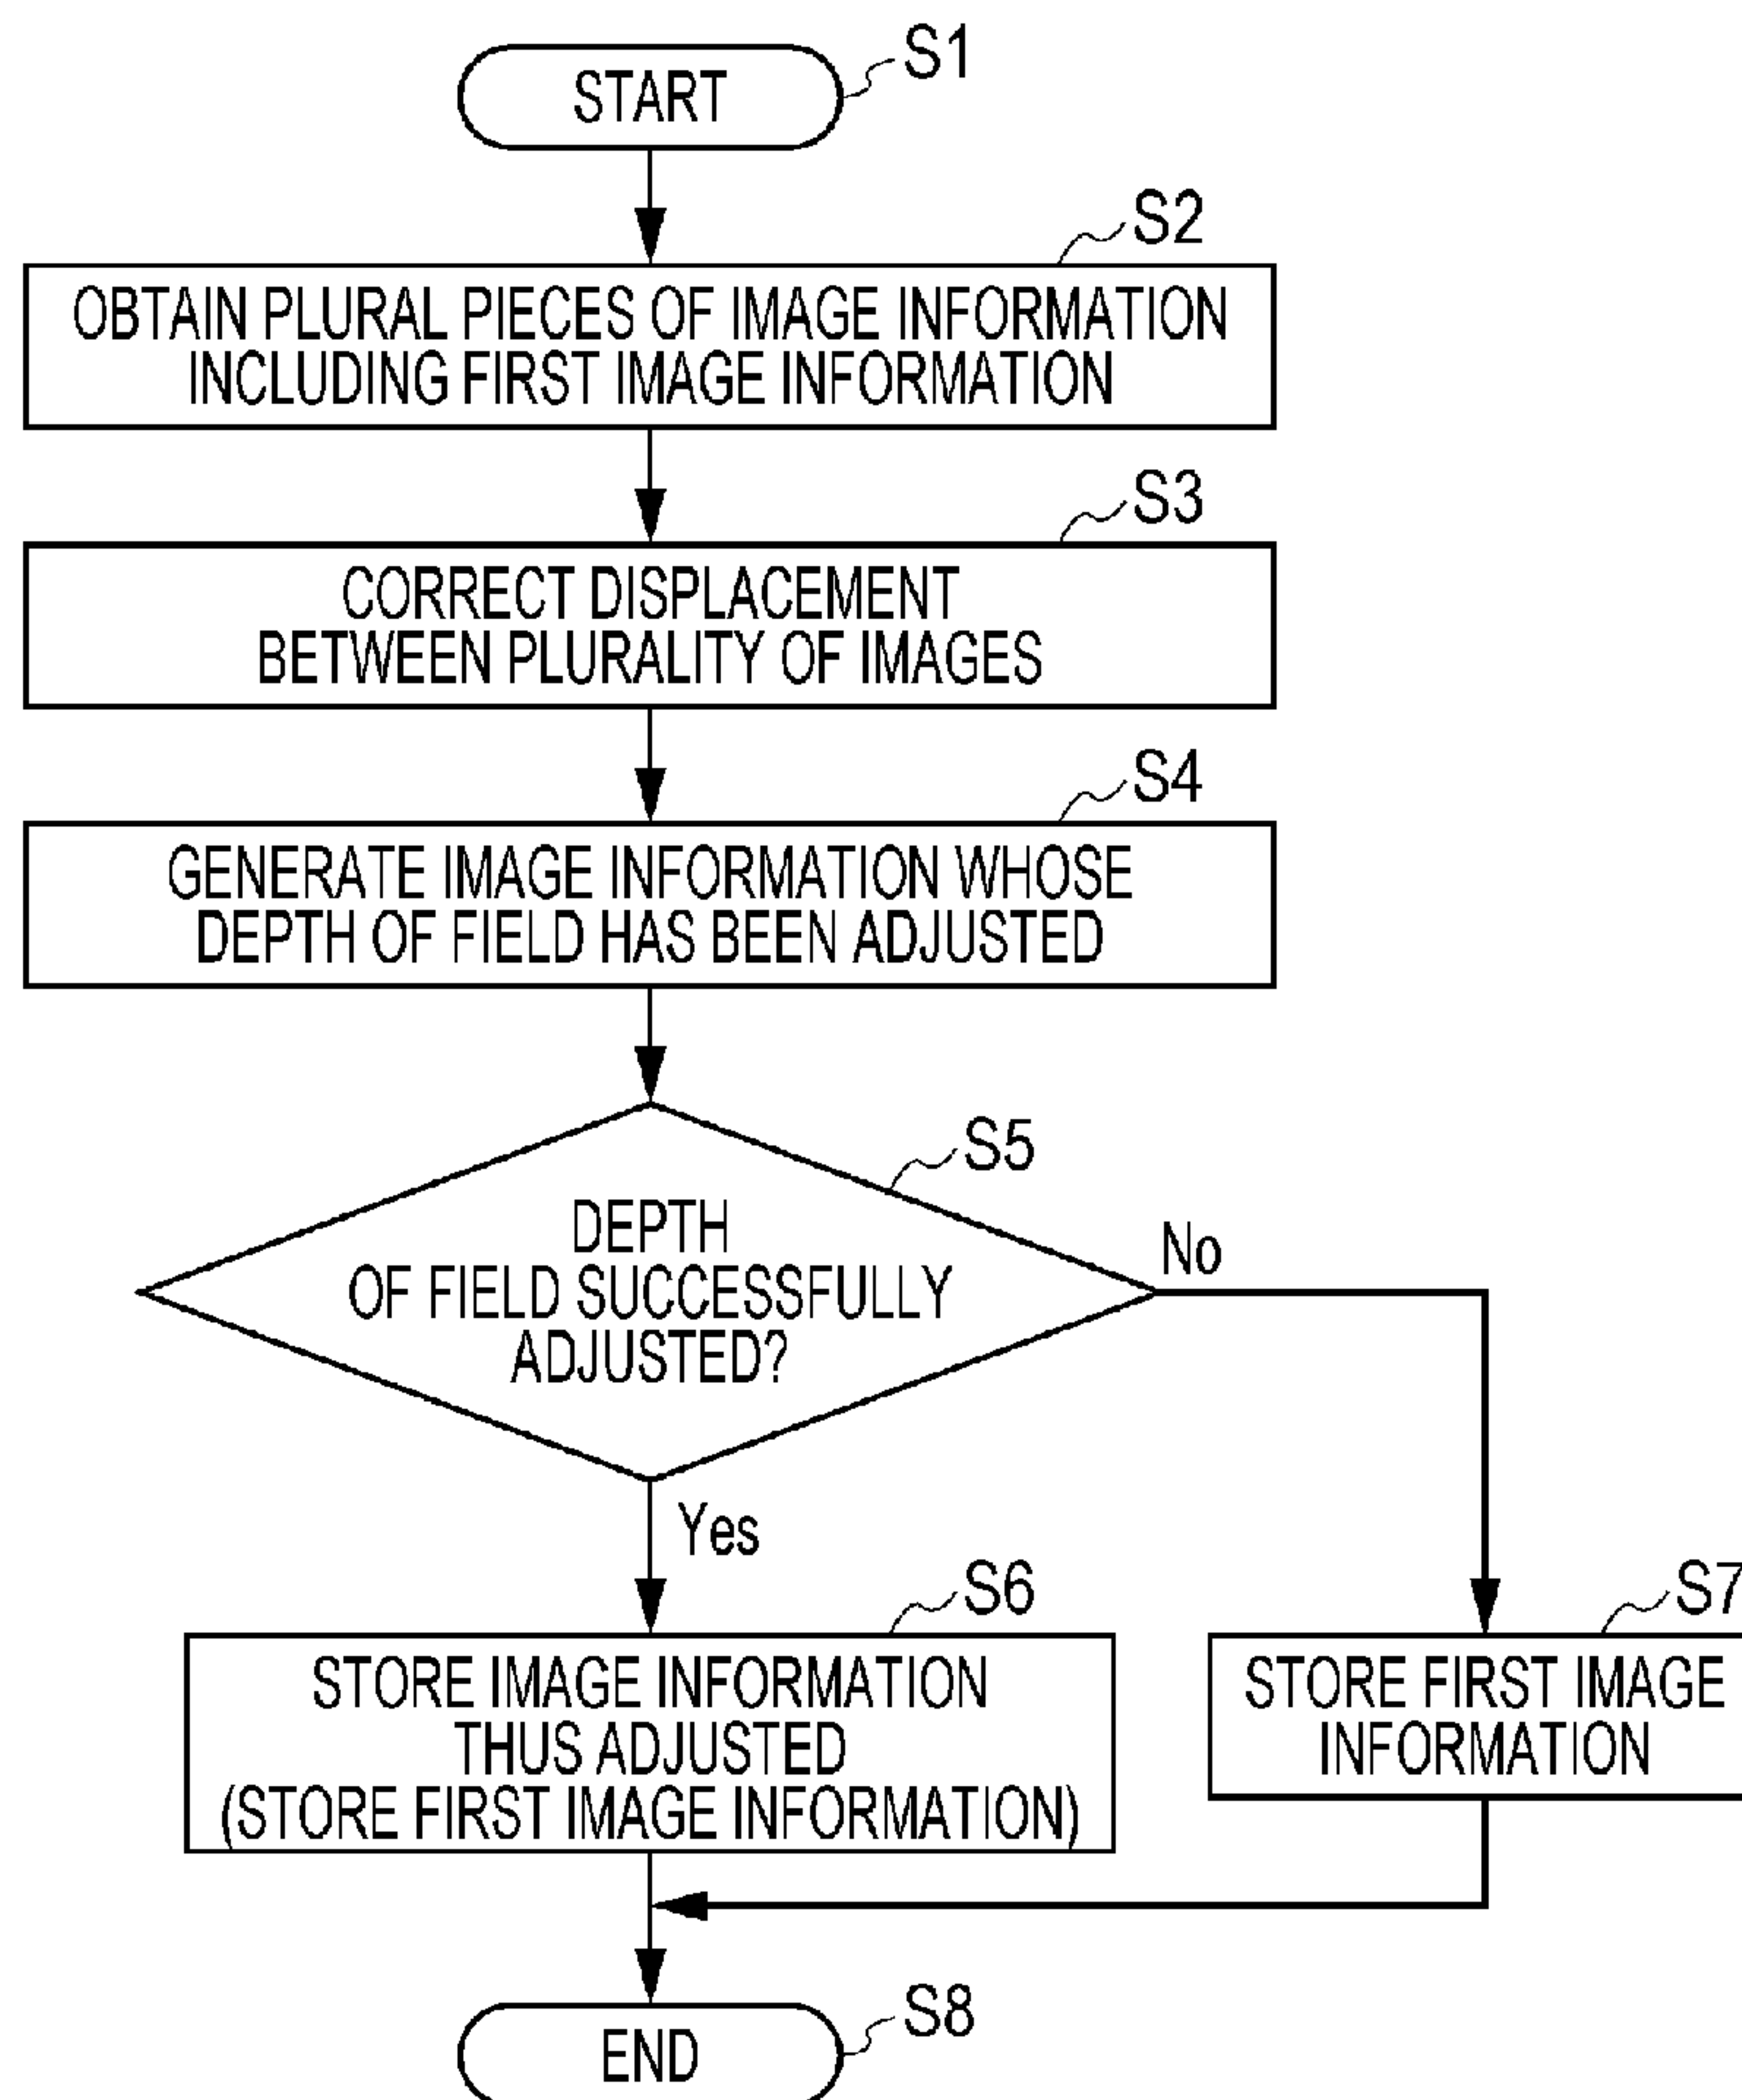 START
S1
S2
OBTAIN PLURAL PIECES OF IMAGE INFORMATION
INCLUDING FIRST IMAGE INFORMATION
S3
CORRECT DISPLACEMENT
BETWEEN PLURALITY OF IMAGES
S4
GENERATE IMAGE INFORMATION WHOSE
DEPTH OF FIELD HAS BEEN ADJUSTED
S5
DEPTH
OF FIELD SUCCESSFULLY
ADJUSTED?
No
Yes
S6
STORE IMAGE INFORMATION
THUS ADJUSTED
(STORE FIRST IMAGE INFORMATION)
S7
STORE FIRST IMAGE
INFORMATION
END
S8